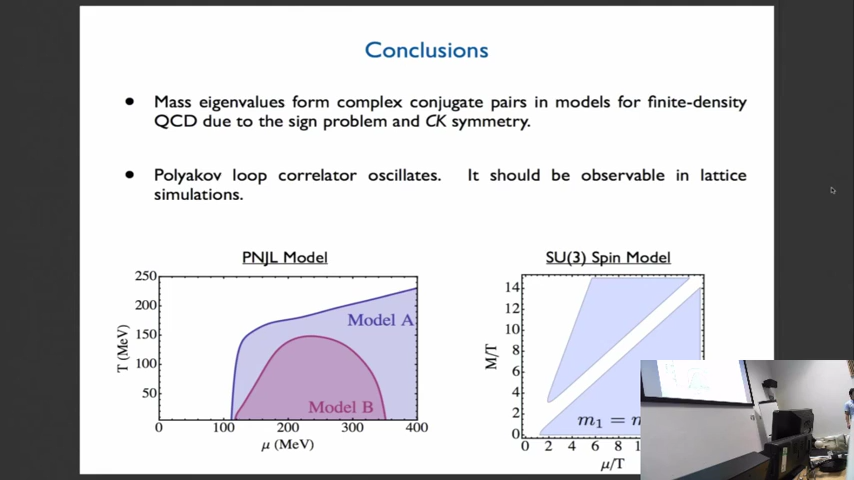 Conclusions
• Mass eigenvalues form complex conjugate pairs in models for finite-density
QCD due to the sign problem and CK symmetry.
• Polyakov loop correlator oscillates. It should be observable in lattice
simulations.
PNJL Model
250
200
150
100
50
T (MeV)
Model A
Model B
0 100 200 300 400
μ (MeV)
SU(3) Spin Model
14
12
10
8
6
4
2
0
M/T
m₁ =
0 2 4 6 8
μ/T